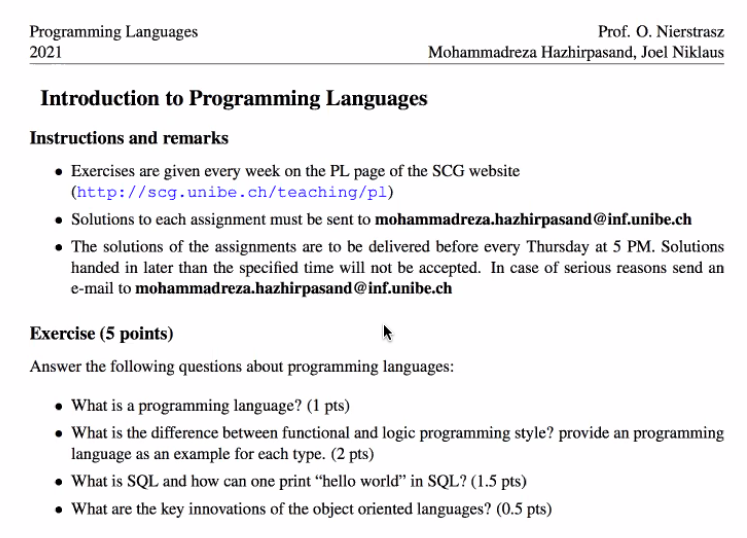 Programming Languages
2021
Prof. O. Nierstrasz
Mohammadreza Hazhirpasand, Joel Niklaus
Introduction to Programming Languages
Instructions and remarks
• Exercises are given every week on the PL page of the SCG website
(http://scg.unibe.ch/teaching/pl)
• Solutions to each assignment must be sent to mohammadreza.hazhirpasand@inf.unibe.ch
• The solutions of the assignments are to be delivered before every Thursday at 5 PM. Solutions
handed in later than the specified time will not be accepted. In case of serious reasons send an
e-mail to mohammadreza.hazhirpasand@inf.unibe.ch
Exercise (5 points)
Answer the following questions about programming languages:
• What is a programming language? (1 pts)
• What is the difference between functional and logic programming style? provide an programming
language as an example for each type. (2 pts)
• What is SQL and how can one print “hello world” in SQL? (1.5 pts)
• What are the key innovations of the object oriented languages? (0.5 pts)